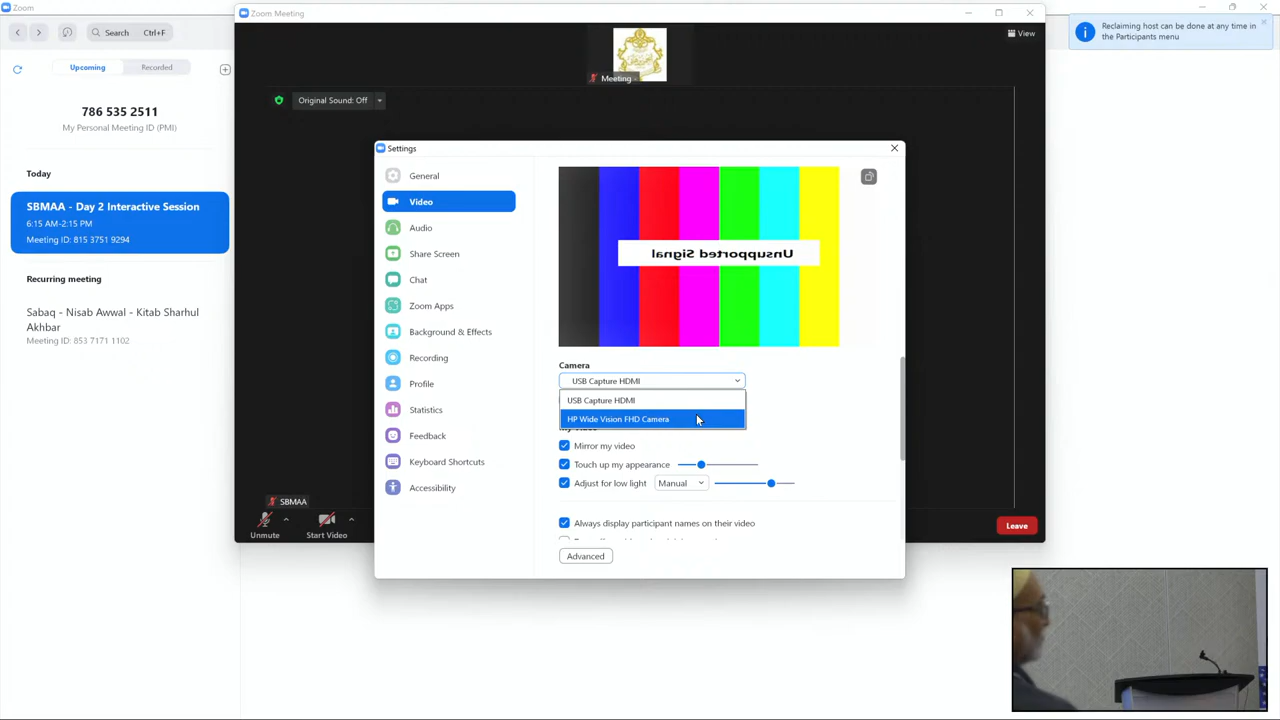 Zoom
Search Ctrl+F
Upcoming
Recorded
786 535 2511
My Personal Meeting ID (PMI)
Today
SBMAA - Day 2 Interactive Session
6:15 AM-2:15 PM
Meeting ID: 815 3751 9294
Recurring meeting
Sabaq - Nisab Awwal - Kitab Sharhul
Akhbar
Meeting ID: 853 7171 1102
Zoom Meeting
View
Meeting -
Original Sound: Off
Reclaiming host can be done at any time in
the Participants menu
Settings
General
Video
Audio
Share Screen
Chat
Zoom Apps
Background & Effects
Recording
Profile
Statistics
Feedback
Keyboard Shortcuts
Accessibility
Unsupported Signal
Camera
USB Capture HDMI
USB Capture HDMI
HP Wide Vision FHD Camera
Mirror my video
Touch up my appearance
Adjust for low light
Manual
Always display participant names on their video
Advanced
SBMAA
Unmute
Start Video
Leave